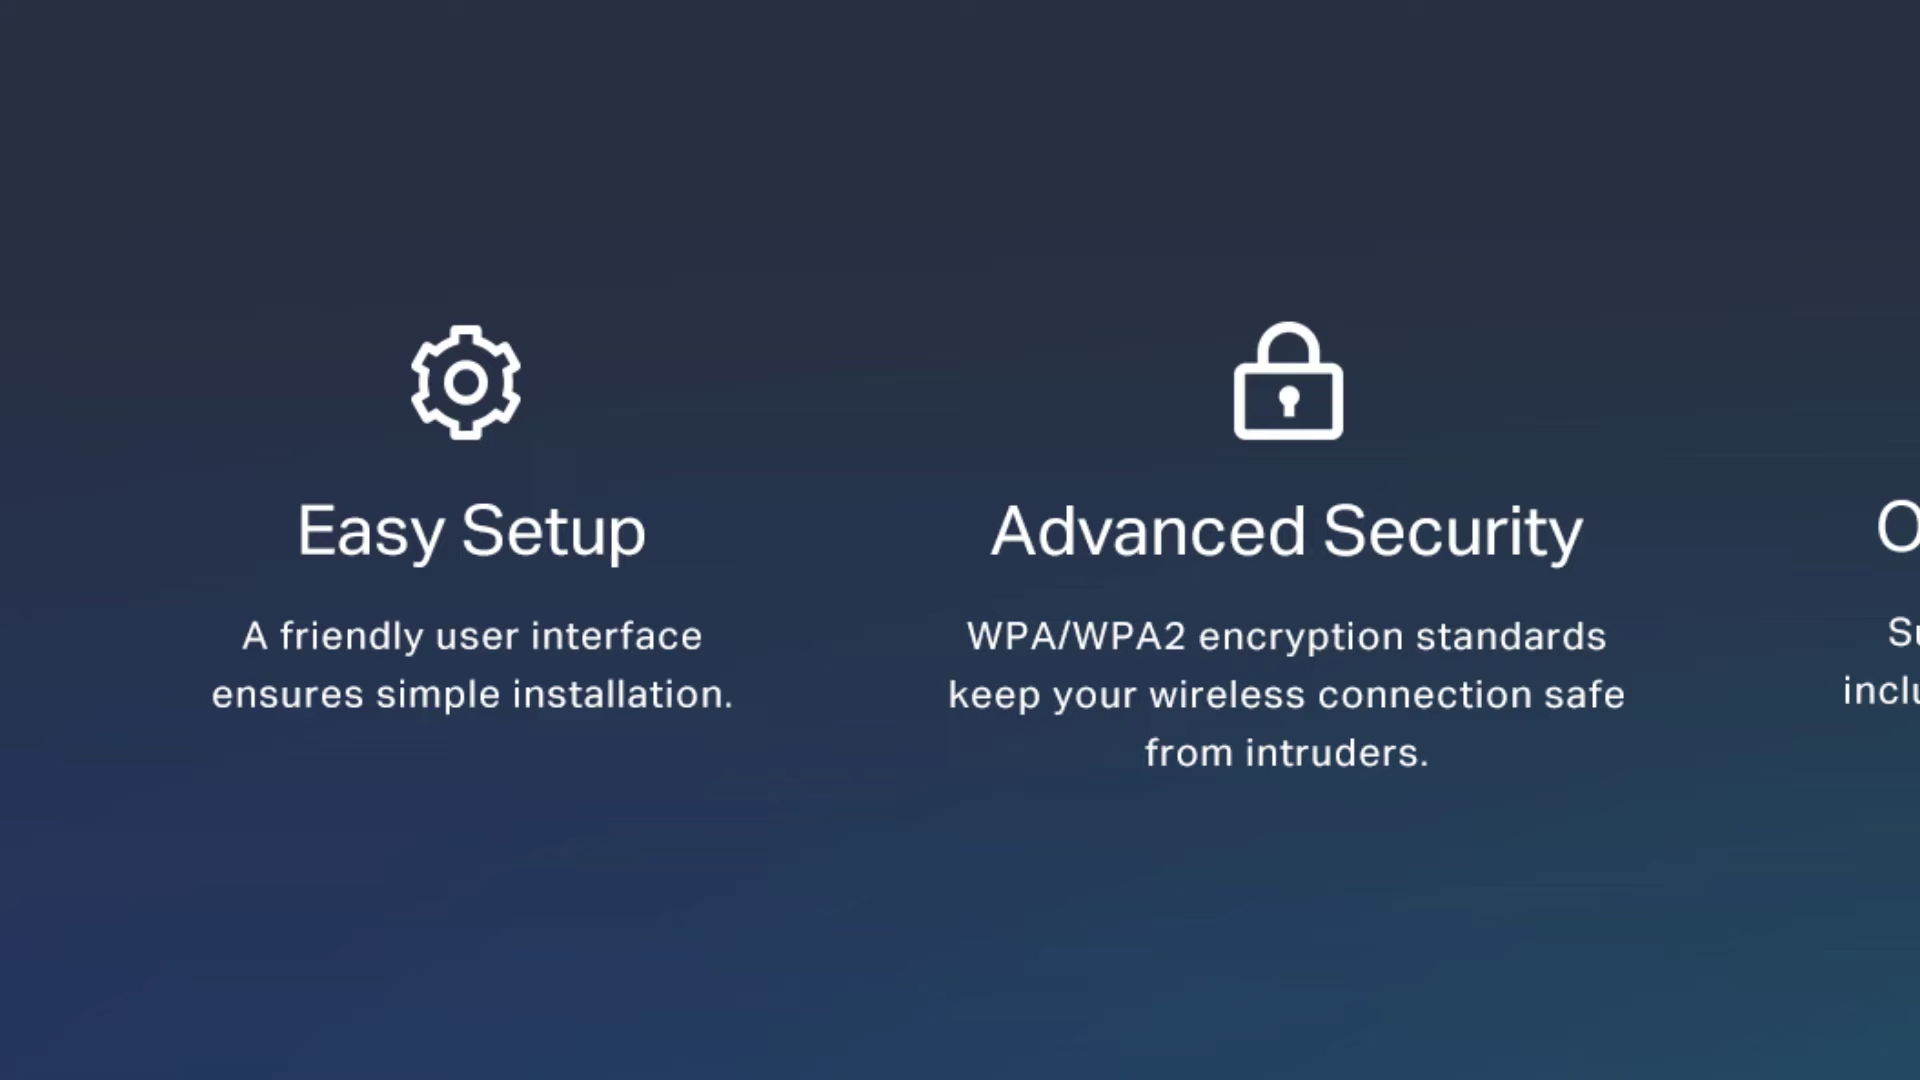 Easy Setup
A friendly user interface
ensures simple installation.
Advanced Security
WPA/WPA2 encryption standards
keep your wireless connection safe
from intruders.